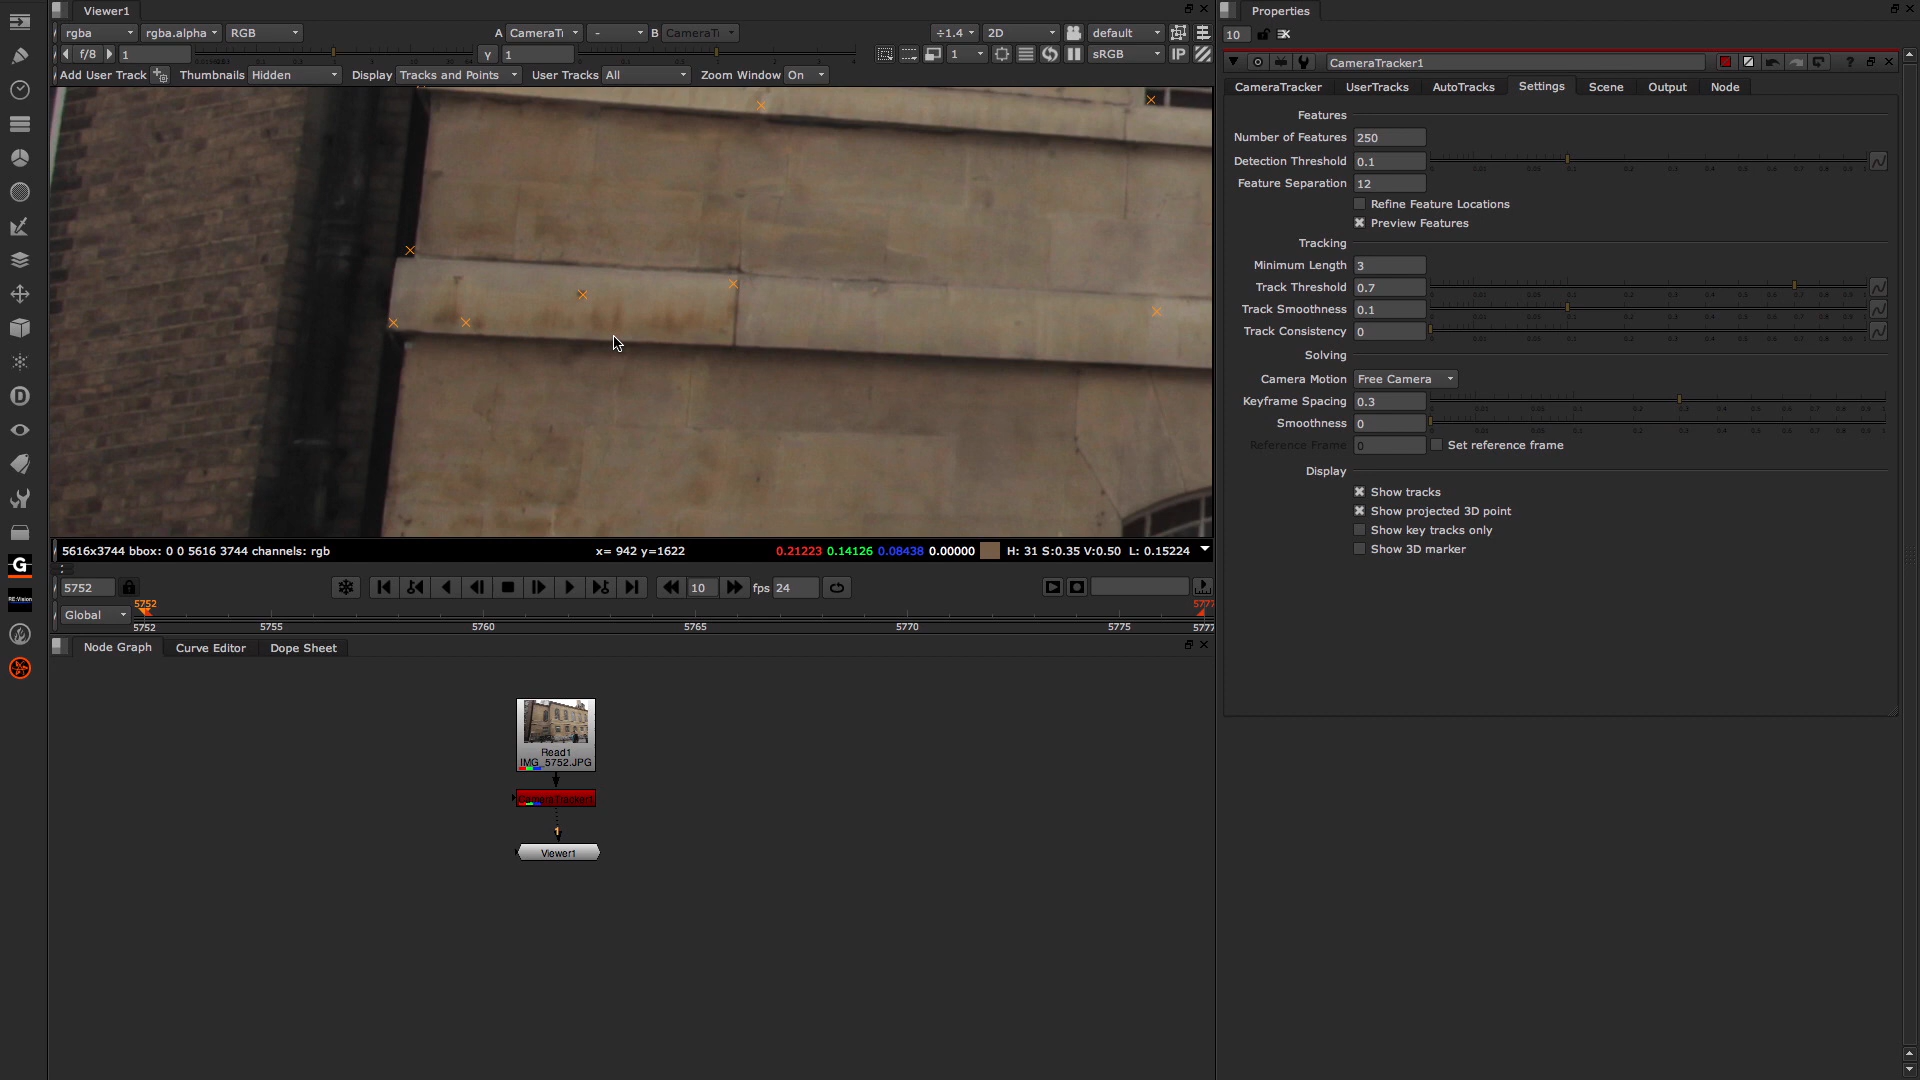 Viewer1
rgba rgba.alpha RGB A CameraTı - B CameraTı ÷1.4 2D default
f/8 1 Y 1 1 sRGB IP
Add User Track Thumbnails Hidden Display Tracks and Points User Tracks All Zoom Window On
5616x3744 bbox: 0 0 5616 3744 channels: rgb x= 942 y=1622 0.21223 0.14126 0.08438 0.00000 H: 31 S:0.35 V:0.50 L: 0.15224
5752 10 fps 24
5752 5777
Global
5752 5755 5760 5765 5770 5775 5777
Node Graph Curve Editor Dope Sheet
Read1
IMG_5752.JPG
CameraTracker1
1
Viewer1
Properties
10
CameraTracker1 ?
CameraTracker UserTracks AutoTracks Settings Scene Output Node
Features
Number of Features 250
Detection Threshold 0.1
Feature Separation 12
Refine Feature Locations
Preview Features
Tracking
Minimum Length 3
Track Threshold 0.7
Track Smoothness 0.1
Track Consistency 0
Solving
Camera Motion Free Camera
Keyframe Spacing 0.3
Smoothness 0
Reference Frame 0 Set reference frame
Display
Show tracks
Show projected 3D point
Show key tracks only
Show 3D marker
D
G
RE:Vision